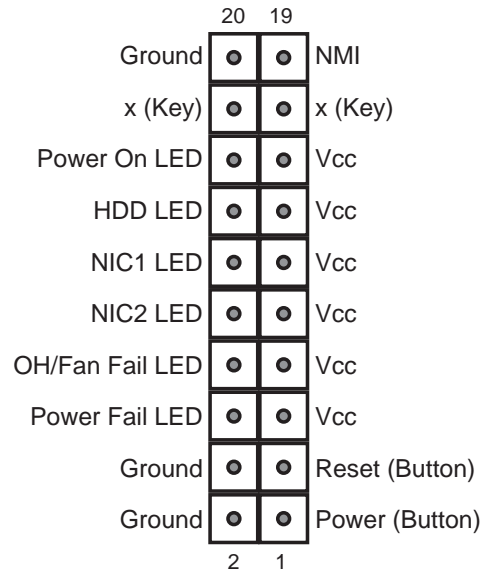 20 19
Ground NMI
x (Key) x (Key)
Power On LED Vcc
HDD LED Vcc
NIC1 LED Vcc
NIC2 LED Vcc
OH/Fan Fail LED Vcc
Power Fail LED Vcc
Ground Reset (Button)
Ground Power (Button)
2 1